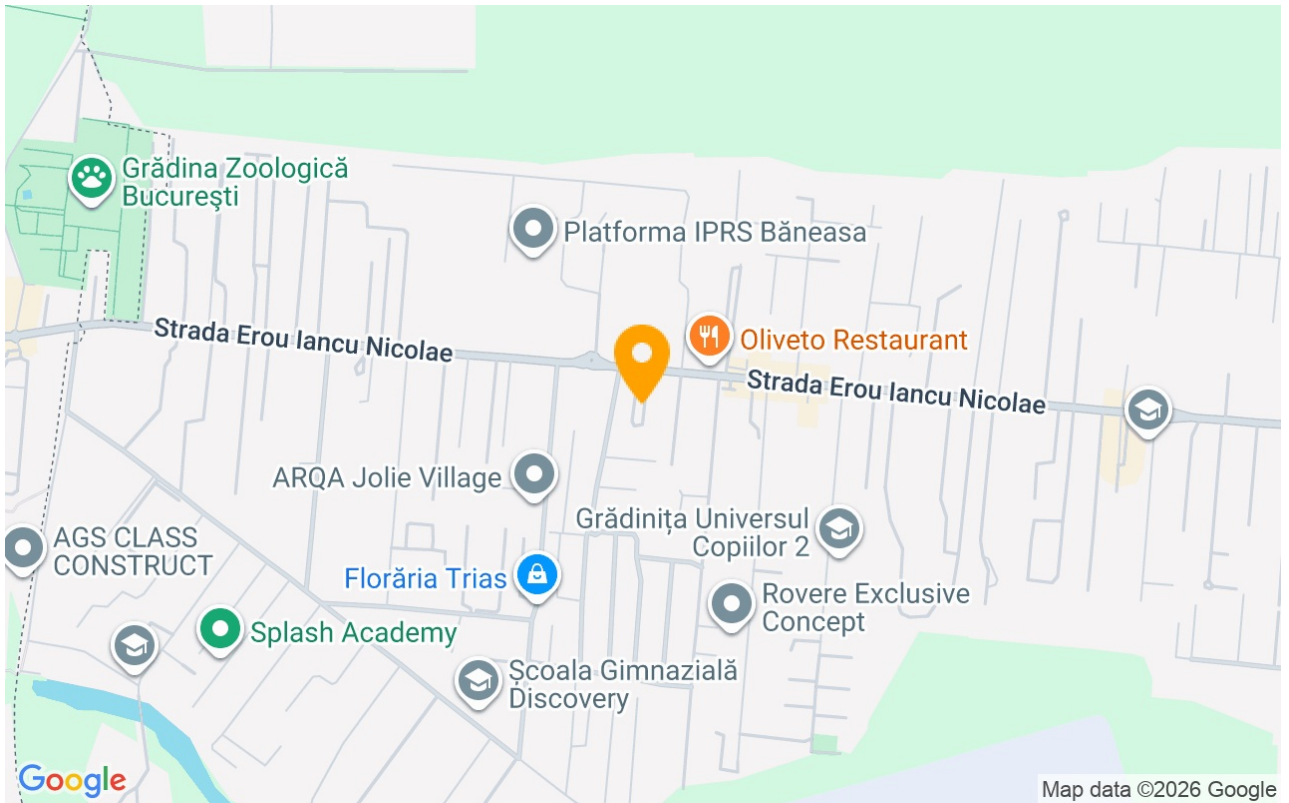 Grădina Zoologică
Bucureşti
Platforma IPRS Băneasa
Strada Erou Iancu Nicolae
Oliveto Restaurant
Strada Erou Iancu Nicolae
ARQA Jolie Village
Grădinița Universul
Copiilor 2
AGS CLASS
CONSTRUCT
Florăria Trias
Rovere Exclusive
Concept
Splash Academy
Școala Gimnazială
Discovery
Google
Map data ©2026 Google